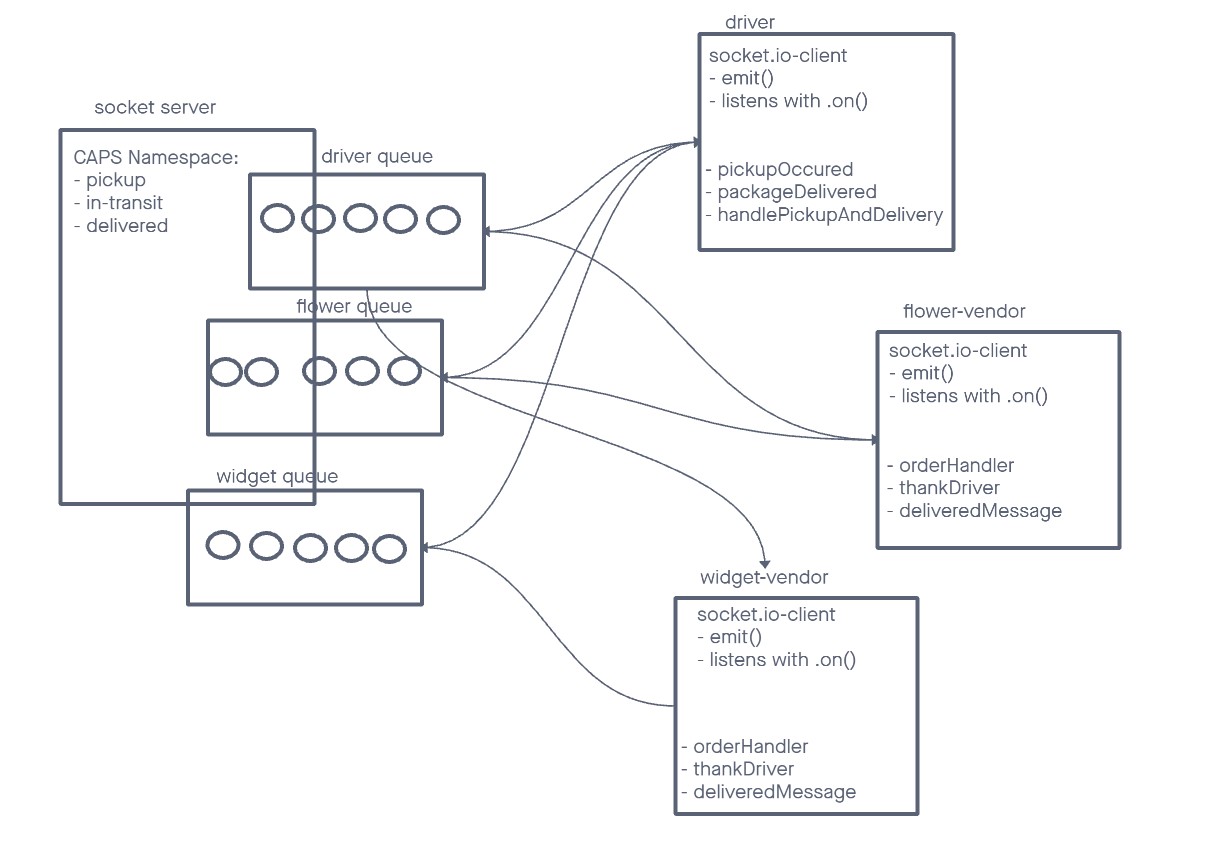 driver
socket.io-client
- emit()
- listens with .on()
- pickupOccured
- packageDelivered
- handlePickupAndDelivery
socket server
CAPS Namespace:
- pickup
- in-transit
- delivered
driver queue
flower queue
widget queue
flower-vendor
socket.io-client
- emit()
- listens with .on()
- orderHandler
- thankDriver
- deliveredMessage
widget-vendor
socket.io-client
- emit()
- listens with .on()
- orderHandler
- thankDriver
- deliveredMessage